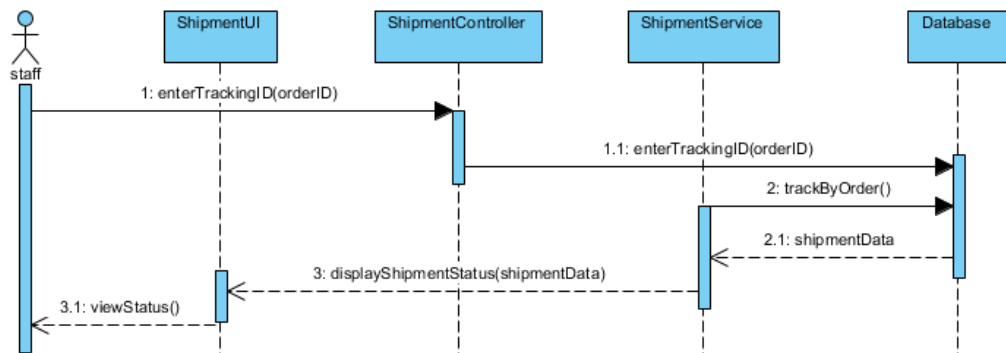 ShipmentUI
ShipmentController
ShipmentService
Database
staff
1: enterTrackingID(orderID)
1.1: enterTrackingID(orderID)
2: trackByOrder()
2.1: shipmentData
3: displayShipmentStatus(shipmentData)
3.1: viewStatus()